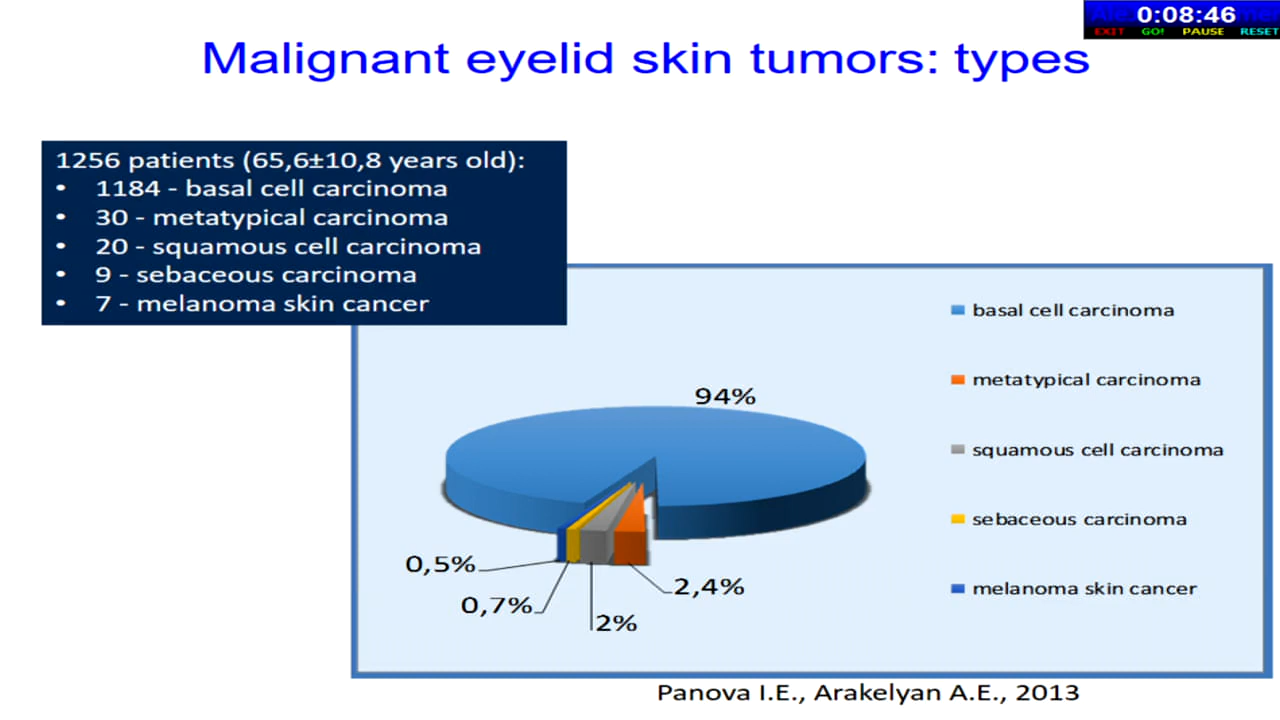 0:08:46
EXIT GO! PAUSE RESET
Malignant eyelid skin tumors: types
1256 patients (65,6±10,8 years old):
• 1184 - basal cell carcinoma
• 30 - metatypical carcinoma
• 20 - squamous cell carcinoma
• 9 - sebaceous carcinoma
• 7 - melanoma skin cancer
basal cell carcinoma
metatypical carcinoma
squamous cell carcinoma
sebaceous carcinoma
melanoma skin cancer
94%
0,5%
0,7%
2%
2,4%
Panova I.E., Arakelyan A.E., 2013